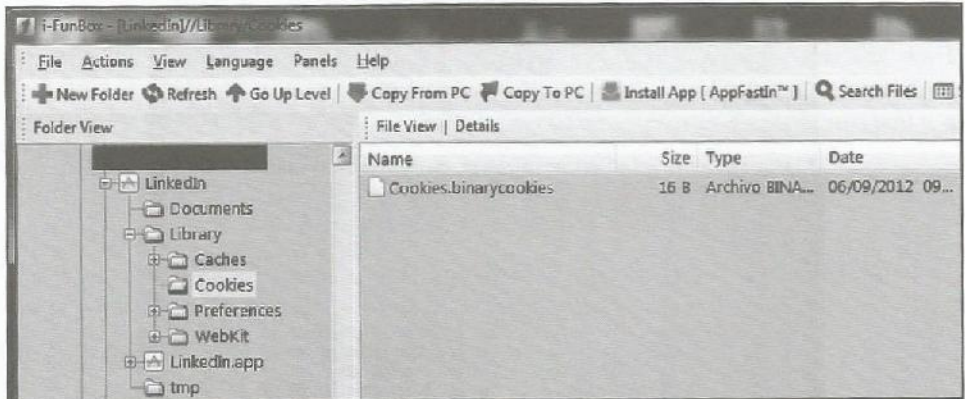 i-FunBox - [LinkedIn]//Library/Cookies
File Actions View Language Panels Help
New Folder Refresh Go Up Level Copy From PC Copy To PC Install App [ AppFastIn™ ] Search Files
Folder View
File View | Details
Name Size Type Date
Cookies.binarycookies 16 B Archivo BINA... 06/09/2012 09...
LinkedIn
Documents
Library
Caches
Cookies
Preferences
WebKit
LinkedIn.app
tmp